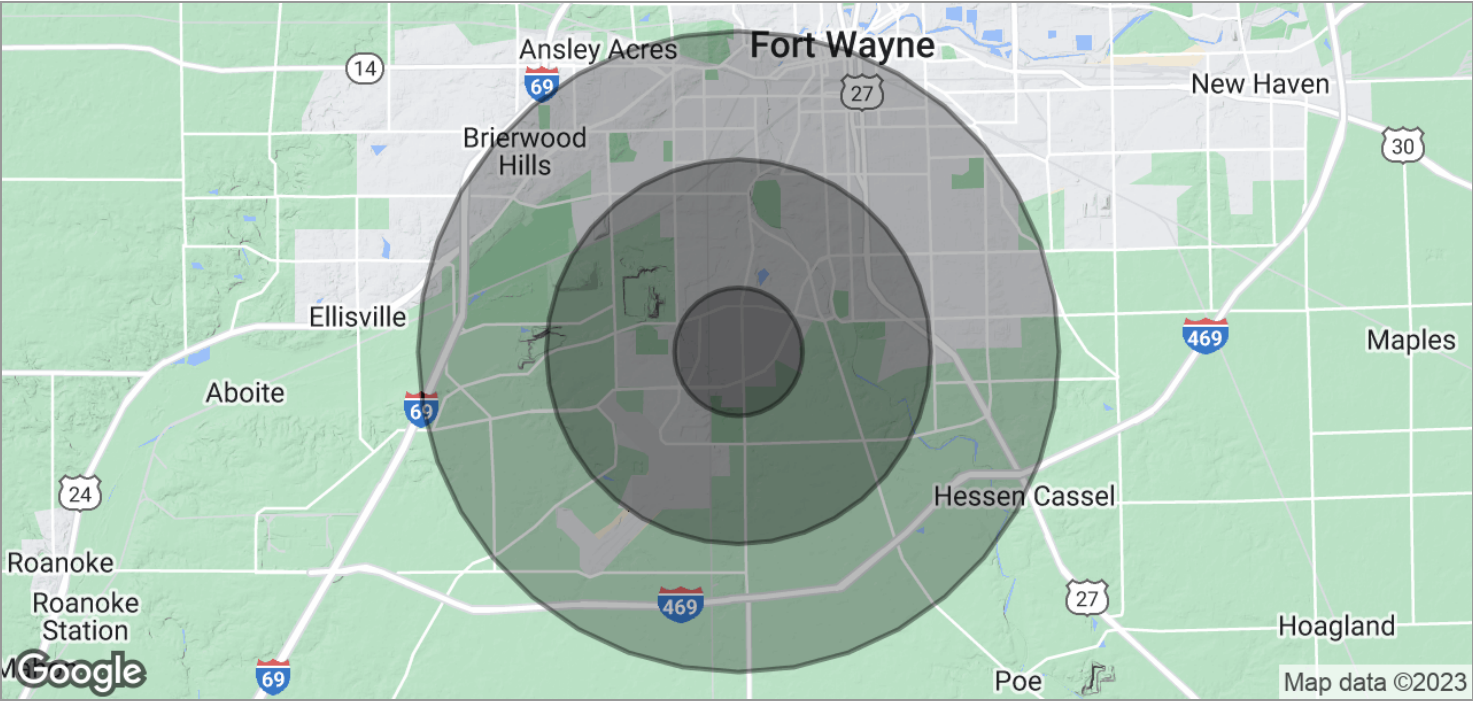 Ansley Acres
Fort Wayne
14
69
27
New Haven
Brierwood
Hills
30
Ellisville
469
Maples
Aboite
69
24
Hessen Cassel
Roanoke
Roanoke
Station
469
27
Hoagland
Google
69
Poe
Map data ©2023